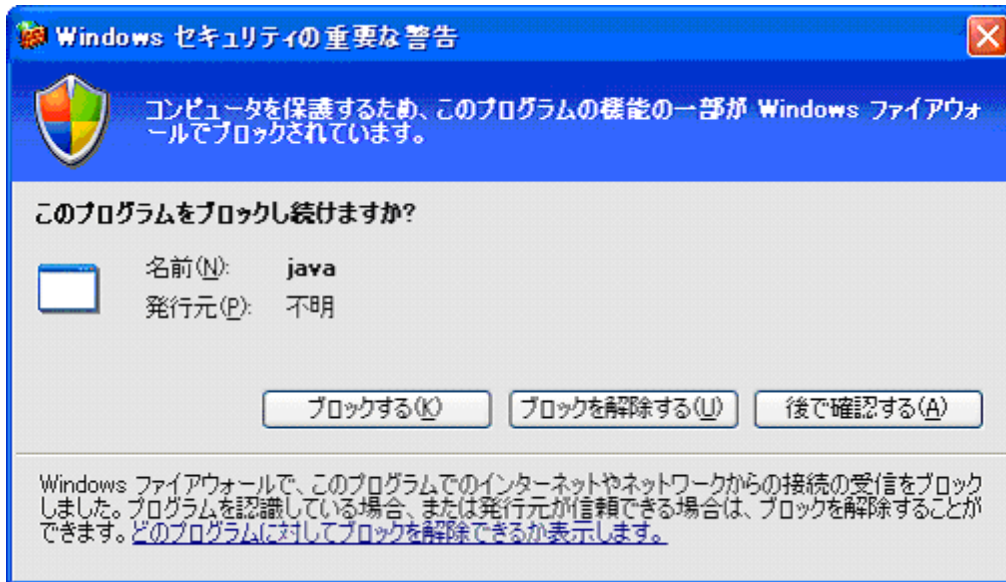 Windows セキュリティの重要な警告
コンピュータを保護するため、このプログラムの機能の一部が Windows ファイアウォ
ールでブロックされています。
このプログラムをブロックし続けますか?
名前(N): java
発行元(P): 不明
ブロックする(K) ブロックを解除する(U) 後で確認する(A)
Windows ファイアウォールで、このプログラムでのインターネットやネットワークからの接続の受信をブロック
しました。プログラムを認識している場合、または発行元が信頼できる場合は、ブロックを解除することが
できます。どのプログラムに対してブロックを解除できるか表示します。